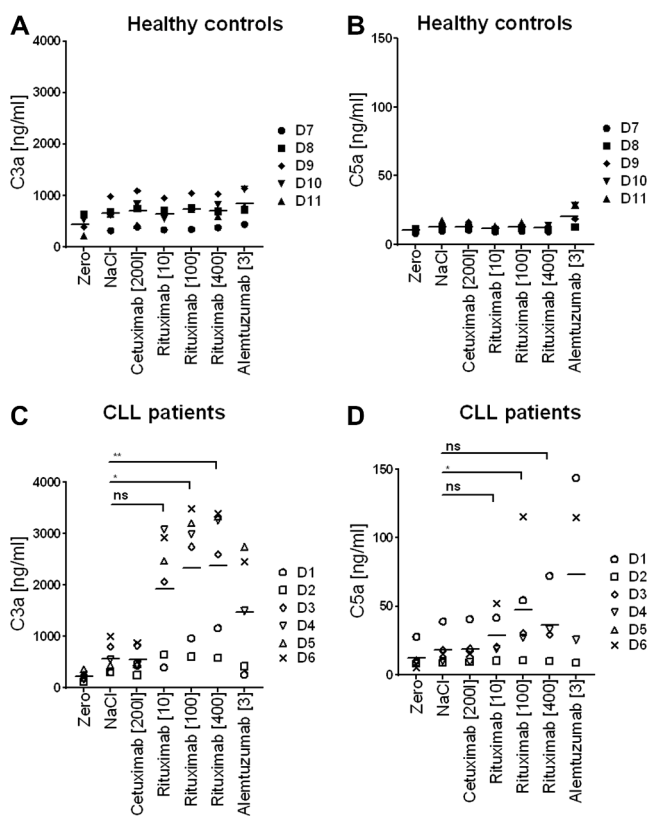 A
Healthy controls
C3a [ng/ml]
4000
3000
2000
1000
0
Zero
NaCl
Cetuximab [200l]
Rituximab [10]
Rituximab [100]
Rituximab [400]
Alemtuzumab [3]
D7
D8
D9
D10
D11
B
Healthy controls
C5a [ng/ml]
150
100
50
0
Zero
NaCl
Cetuximab [200l]
Rituximab [10]
Rituximab [100]
Rituximab [400]
Alemtuzumab [3]
D7
D8
D9
D10
D11
C
CLL patients
C3a [ng/ml]
4000
3000
2000
1000
0
**
*
ns
Zero
NaCl
Cetuximab [200l]
Rituximab [10]
Rituximab [100]
Rituximab [400]
Alemtuzumab [3]
D1
D2
D3
D4
D5
D6
D
CLL patients
C5a [ng/ml]
150
100
50
0
ns
*
ns
Zero
NaCl
Cetuximab [200l]
Rituximab [10]
Rituximab [100]
Rituximab [400]
Alemtuzumab [3]
D1
D2
D3
D4
D5
D6